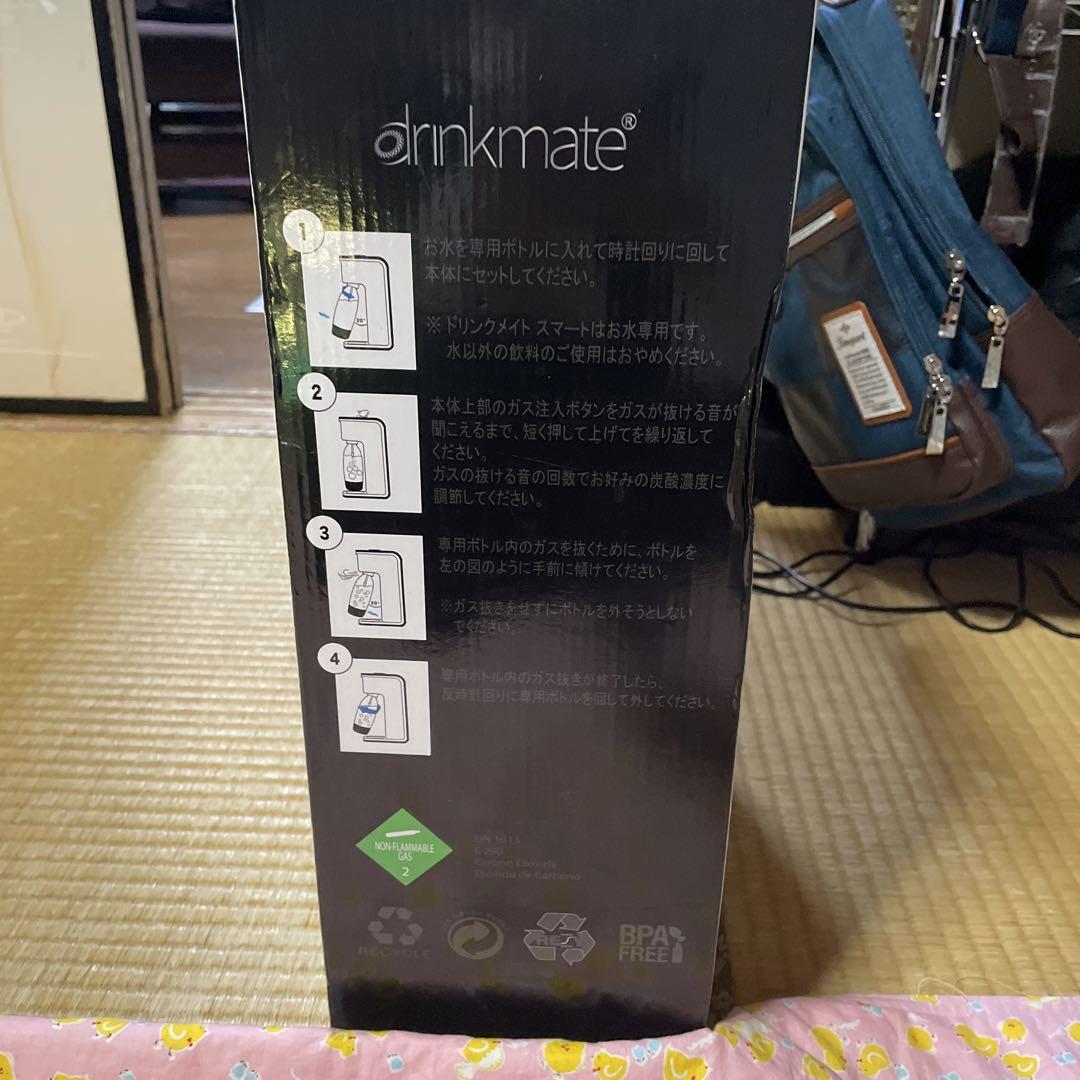 drinkmate®
1
お水を専用ボトルに入れて時計回りに回して
本体にセットしてください。
※ ドリンクメイト スマートはお水専用です。
水以外の飲料のご使用はおやめください。
2
本体上部のガス注入ボタンをガスが抜ける音が
聞こえるまで、短く押して上げてを繰り返して
ください。
ガスの抜ける音の回数でお好みの炭酸濃度に
調節してください。
3
専用ボトル内のガスを抜くために、ボトルを
左の図のように手前に傾けてください。
※ガス抜きをせずにボトルを外そうとしない
でください。
4
専用ボトル内のガス抜きが終了したら、
反時計回りに専用ボトルを回して外してください。
NON-FLAMMABLE
GAS
2
UN 1013
E 290
Carbon Dioxide
Dioxido de Carbono
RECYCLE
BPA
FREE